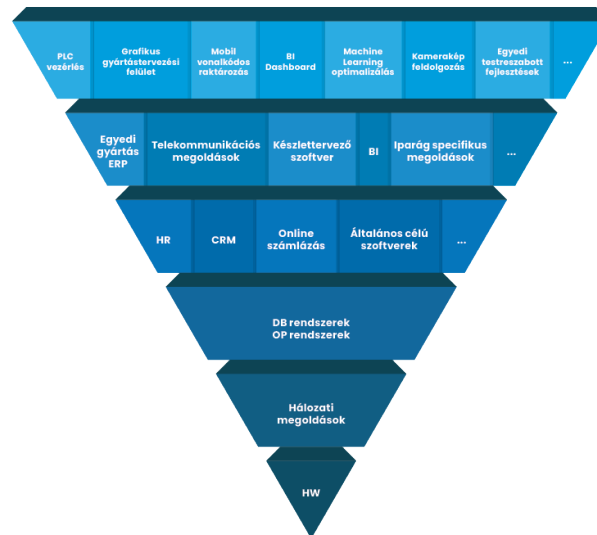 PLC
vezérlés
Grafikus
gyártástervezési
felület
Mobil
vonalkódos
raktározás
BI
Dashboard
Machine
Learning
optimalizálás
Kamerakép
feldolgozás
Egyedi
testreszabott
fejlesztések
...
Egyedi
gyártás
ERP
Telekommunikációs
megoldások
Készlettervező
szoftver
BI
Iparág specifikus
megoldások
...
HR
CRM
Online
számlázás
Általános célú
szoftverek
...
DB rendszerek
OP rendszerek
Hálozati
megoldások
HW